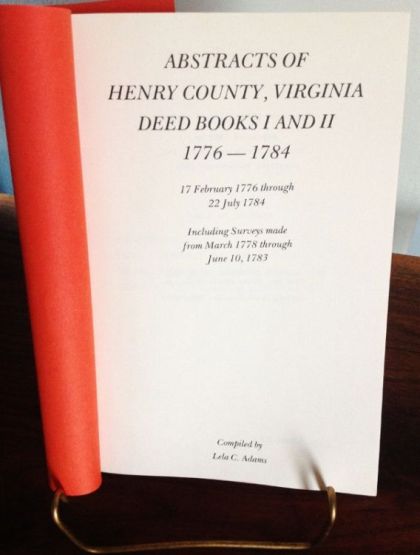 ABSTRACTS OF
HENRY COUNTY, VIRGINIA
DEED BOOKS I AND II
1776 — 1784
17 February 1776 through
22 July 1784
Including Surveys made
from March 1778 through
June 10, 1783
Compiled by
Lela C. Adams